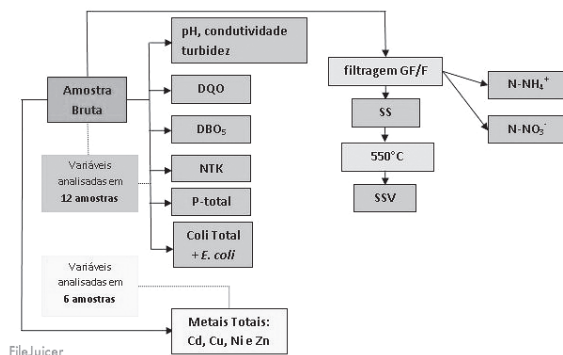 pH, condutividade
turbidez
Amostra
Bruta
DQO
DBO₅
NTK
P-total
Coli Total
+ E. coli
Variáveis
analisadas em
12 amostras
Variáveis
analisadas em
6 amostras
Metais Totais:
Cd, Cu, Ni e Zn
filtragem GF/F
SS
550°C
SSV
N-NH₄⁺
N-NO₃⁻
FileJuicer